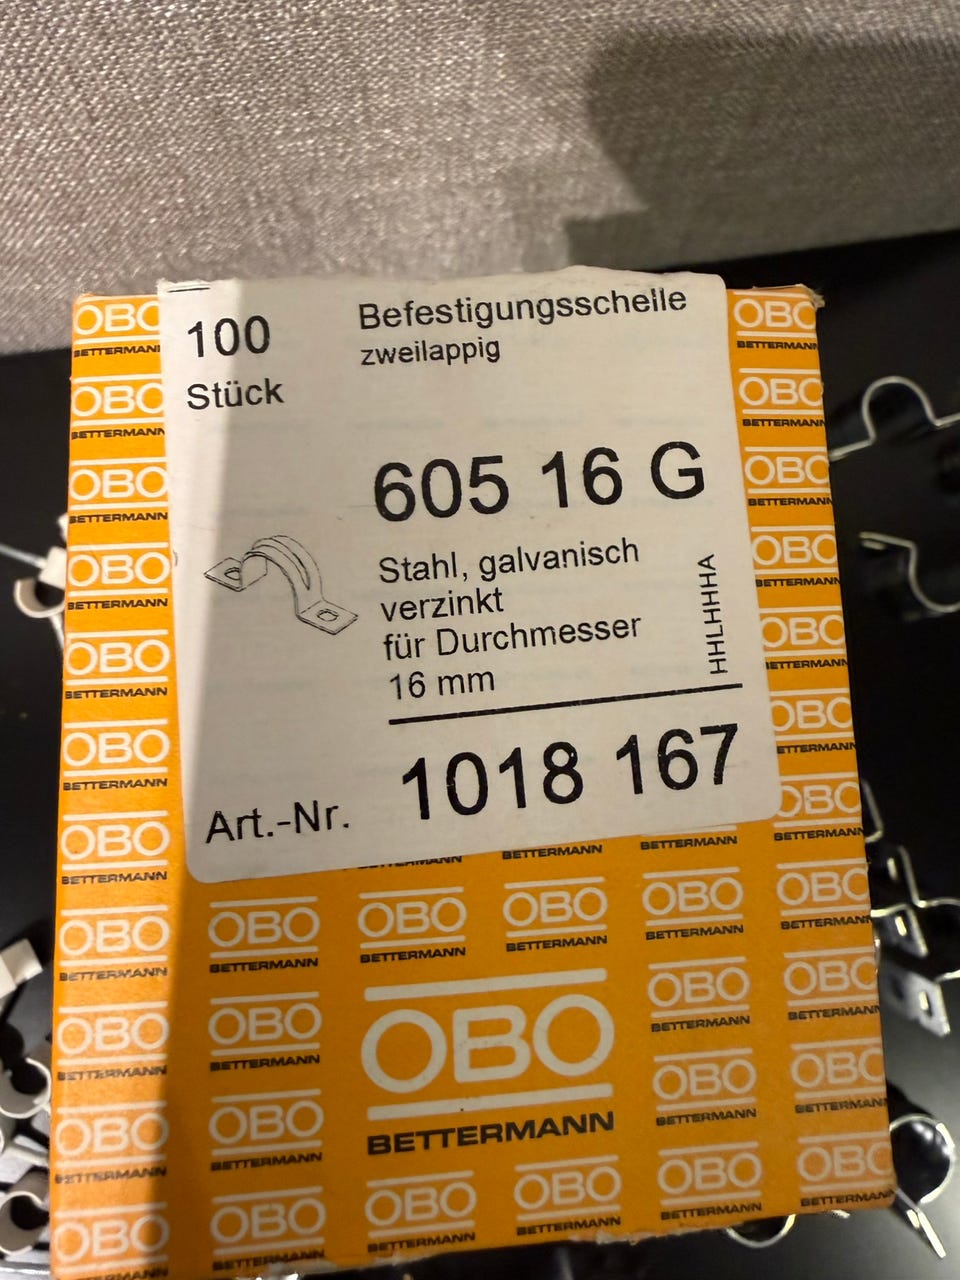 100
Stück
Befestigungsschelle
zweilappig
605 16 G
Stahl, galvanisch
verzinkt
für Durchmesser
16 mm
HHLHHHA
Art.-Nr. 1018 167
OBO
BETTERMANN